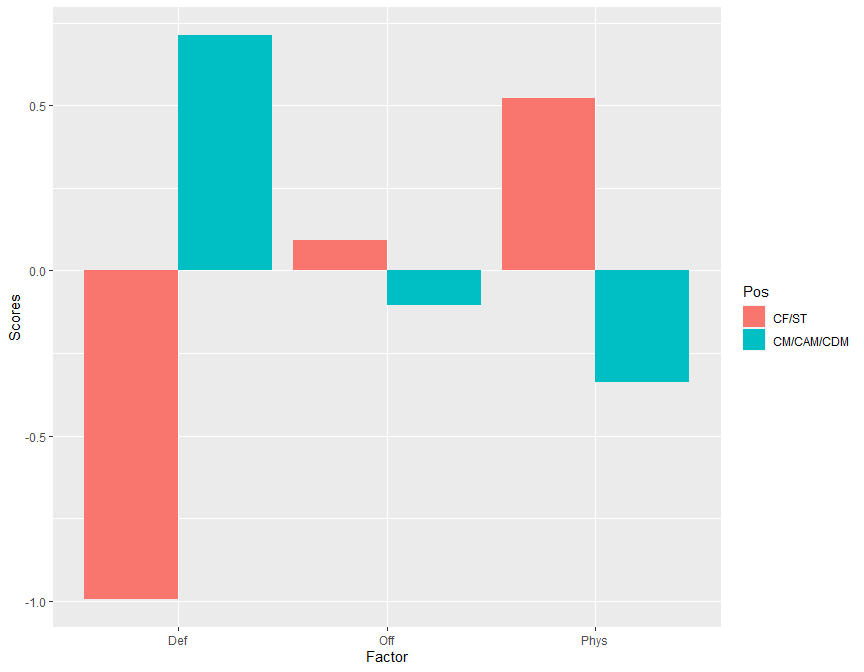 Scores
0.5
0.0
-0.5
-1.0
Def Off Phys
Factor
Pos
CF/ST
CM/CAM/CDM